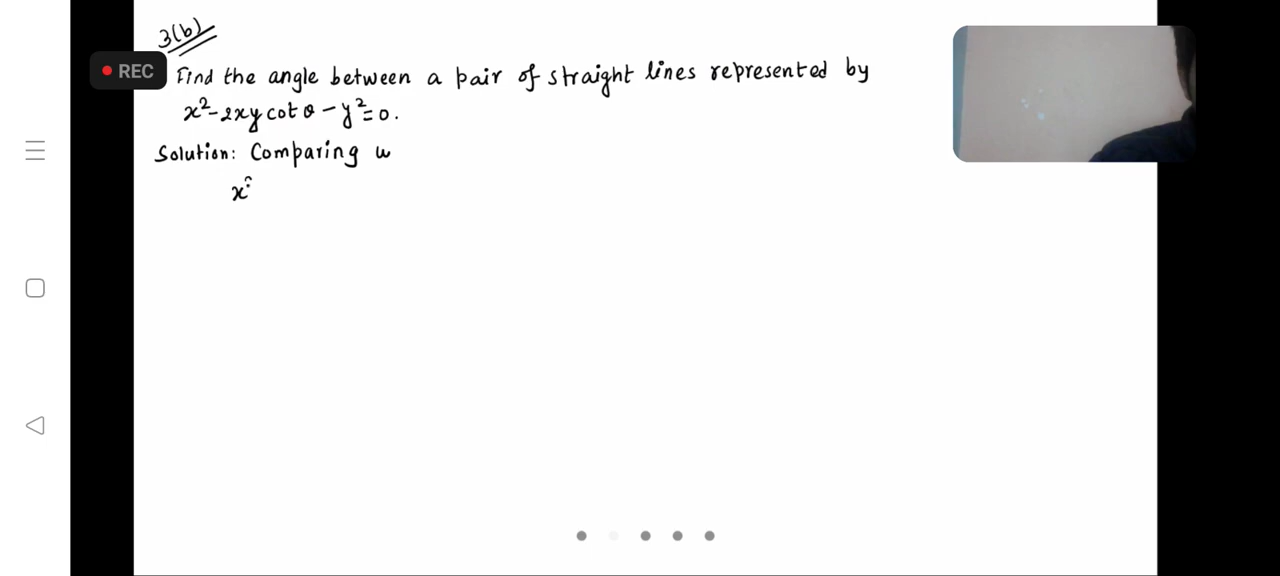 3(b)
REC
Find the angle between a pair of straight lines represented by
x²-2xy cot θ - y²=0.
Solution: Comparing w
x²